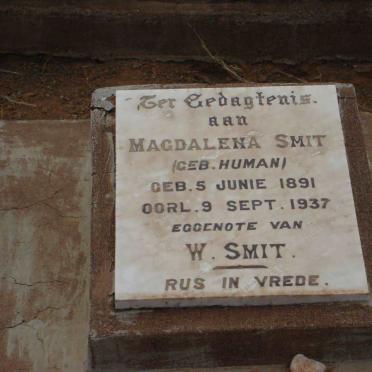 Ter Gedagtenis.
aan
MAGDALENA SMIT
(GEB. HUMAN)
GEB. 5 JUNIE 1891
OORL. 9 SEPT. 1937
EGGENOTE VAN
W. SMIT.
RUS IN VREDE.